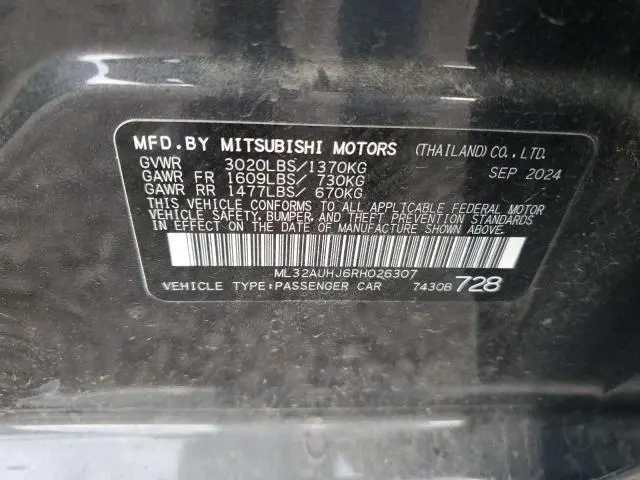 MFD.BY MITSUBISHI MOTORS (THAILAND)CO.,LTD.
GVWR 3020LBS/1370KG SEP 2024
GAWR FR 1609LBS/ 730KG
GAWR RR 1477LBS/ 670KG
THIS VEHICLE CONFORMS TO ALL APPLICABLE FEDERAL MOTOR
VEHICLE SAFETY, BUMPER, AND THEFT PREVENTION STANDARDS
IN EFFECT ON THE DATE OF MANUFACTURE SHOWN ABOVE.
ML32AUHJ6RH026307
VEHICLE TYPE:PASSENGER CAR 7430B 728